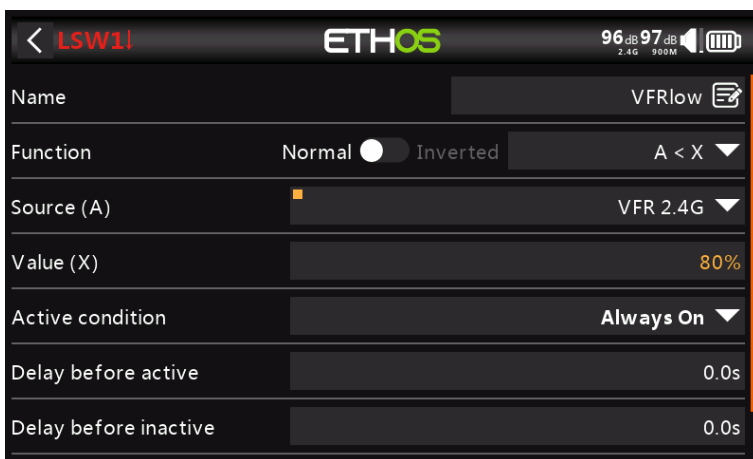 LSW1↓ ETHOS 96dB 2.4G 97dB 900M
Name VFRlow
Function Normal Inverted A < X
Source (A) VFR 2.4G
Value (X) 80%
Active condition Always On
Delay before active 0.0s
Delay before inactive 0.0s